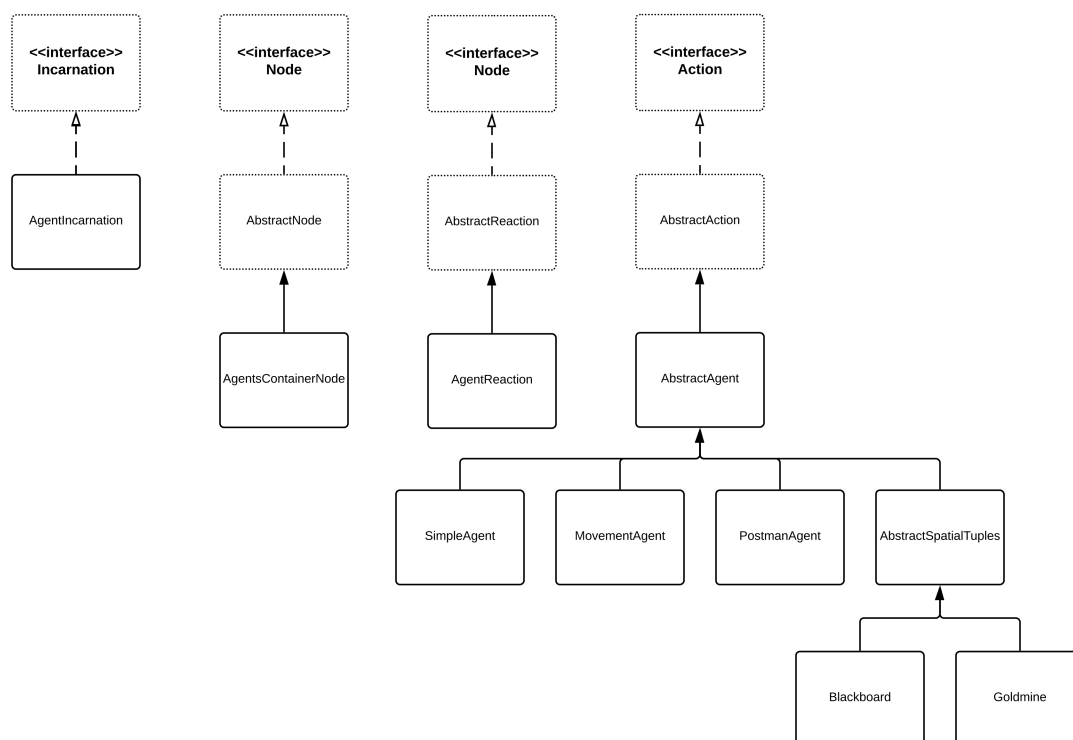 <<interface>>
Incarnation
<<interface>>
Node
<<interface>>
Node
<<interface>>
Action
AgentIncarnation
AbstractNode
AbstractReaction
AbstractAction
AgentsContainerNode
AgentReaction
AbstractAgent
SimpleAgent
MovementAgent
PostmanAgent
AbstractSpatialTuples
Blackboard
Goldmine